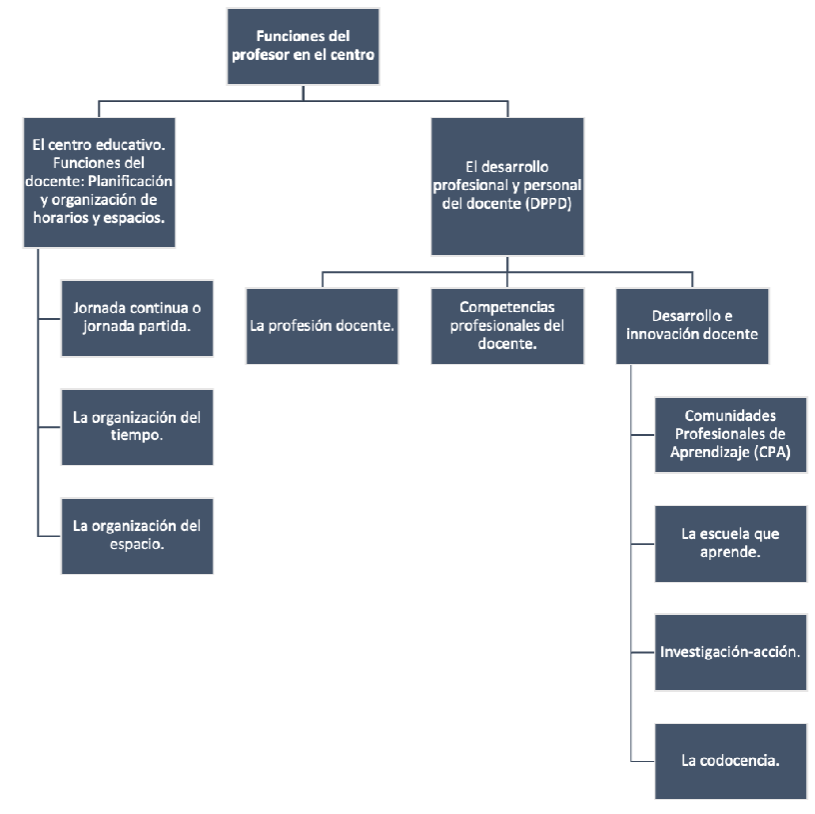 Funciones del
profesor en el centro
El centro educativo.
Funciones del
docente: Planificación
y organización de
horarios y espacios.
Jornada continua o
jornada partida.
La organización del
tiempo.
La organización del
espacio.
El desarrollo
profesional y personal
del docente (DPPD)
La profesión docente.
Competencias
profesionales del
docente.
Desarrollo e
innovación docente
Comunidades
Profesionales de
Aprendizaje (CPA)
La escuela que
aprende.
Investigación-acción.
La codocencia.